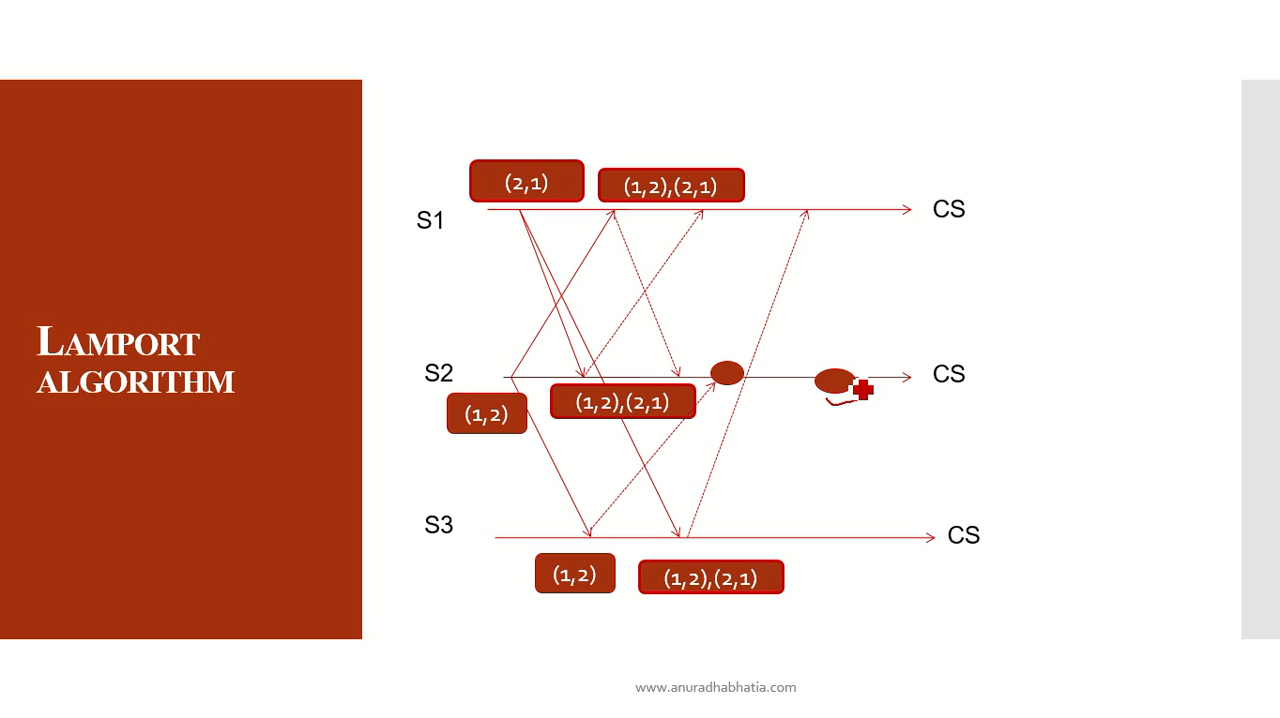 LAMPORT
ALGORITHM
(2,1)
(1,2),(2,1)
S1
CS
S2
CS
(1,2)
(1,2),(2,1)
S3
CS
(1,2)
(1,2),(2,1)
www.anuradhabhatia.com